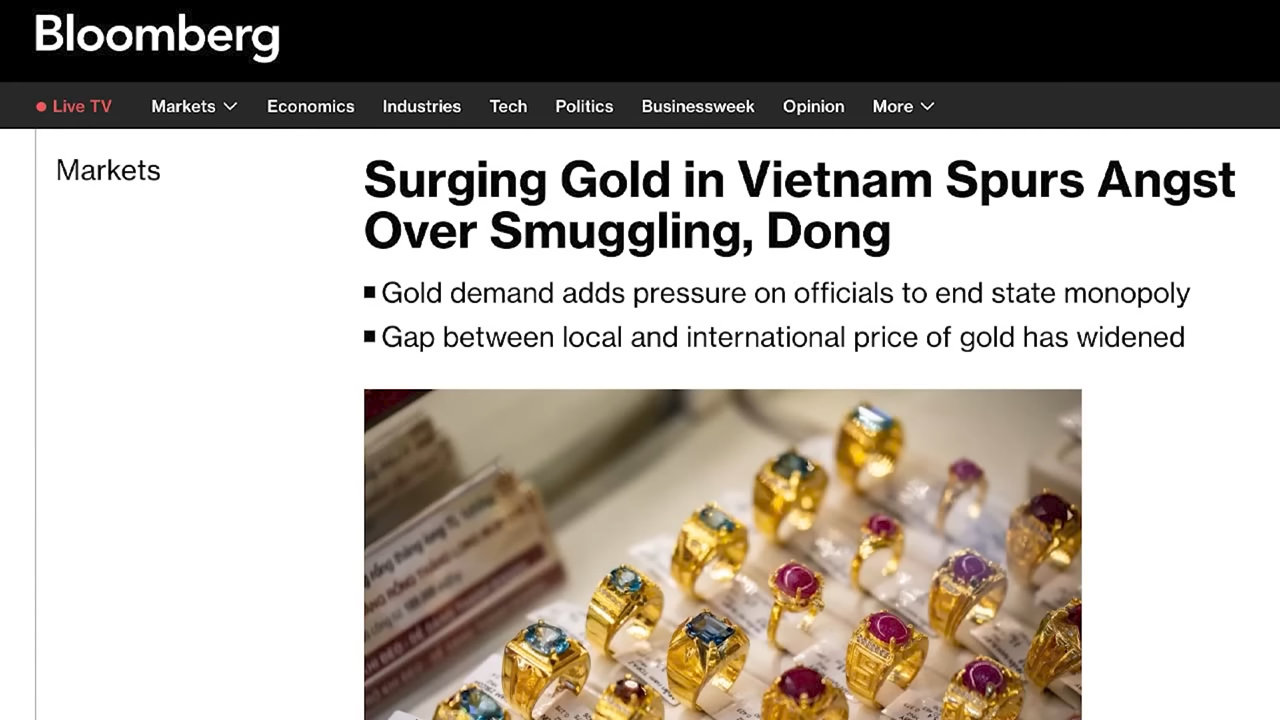 Bloomberg
Live TV Markets Economics Industries Tech Politics Businessweek Opinion More
Markets
Surging Gold in Vietnam Spurs Angst
Over Smuggling, Dong
Gold demand adds pressure on officials to end state monopoly
Gap between local and international price of gold has widened